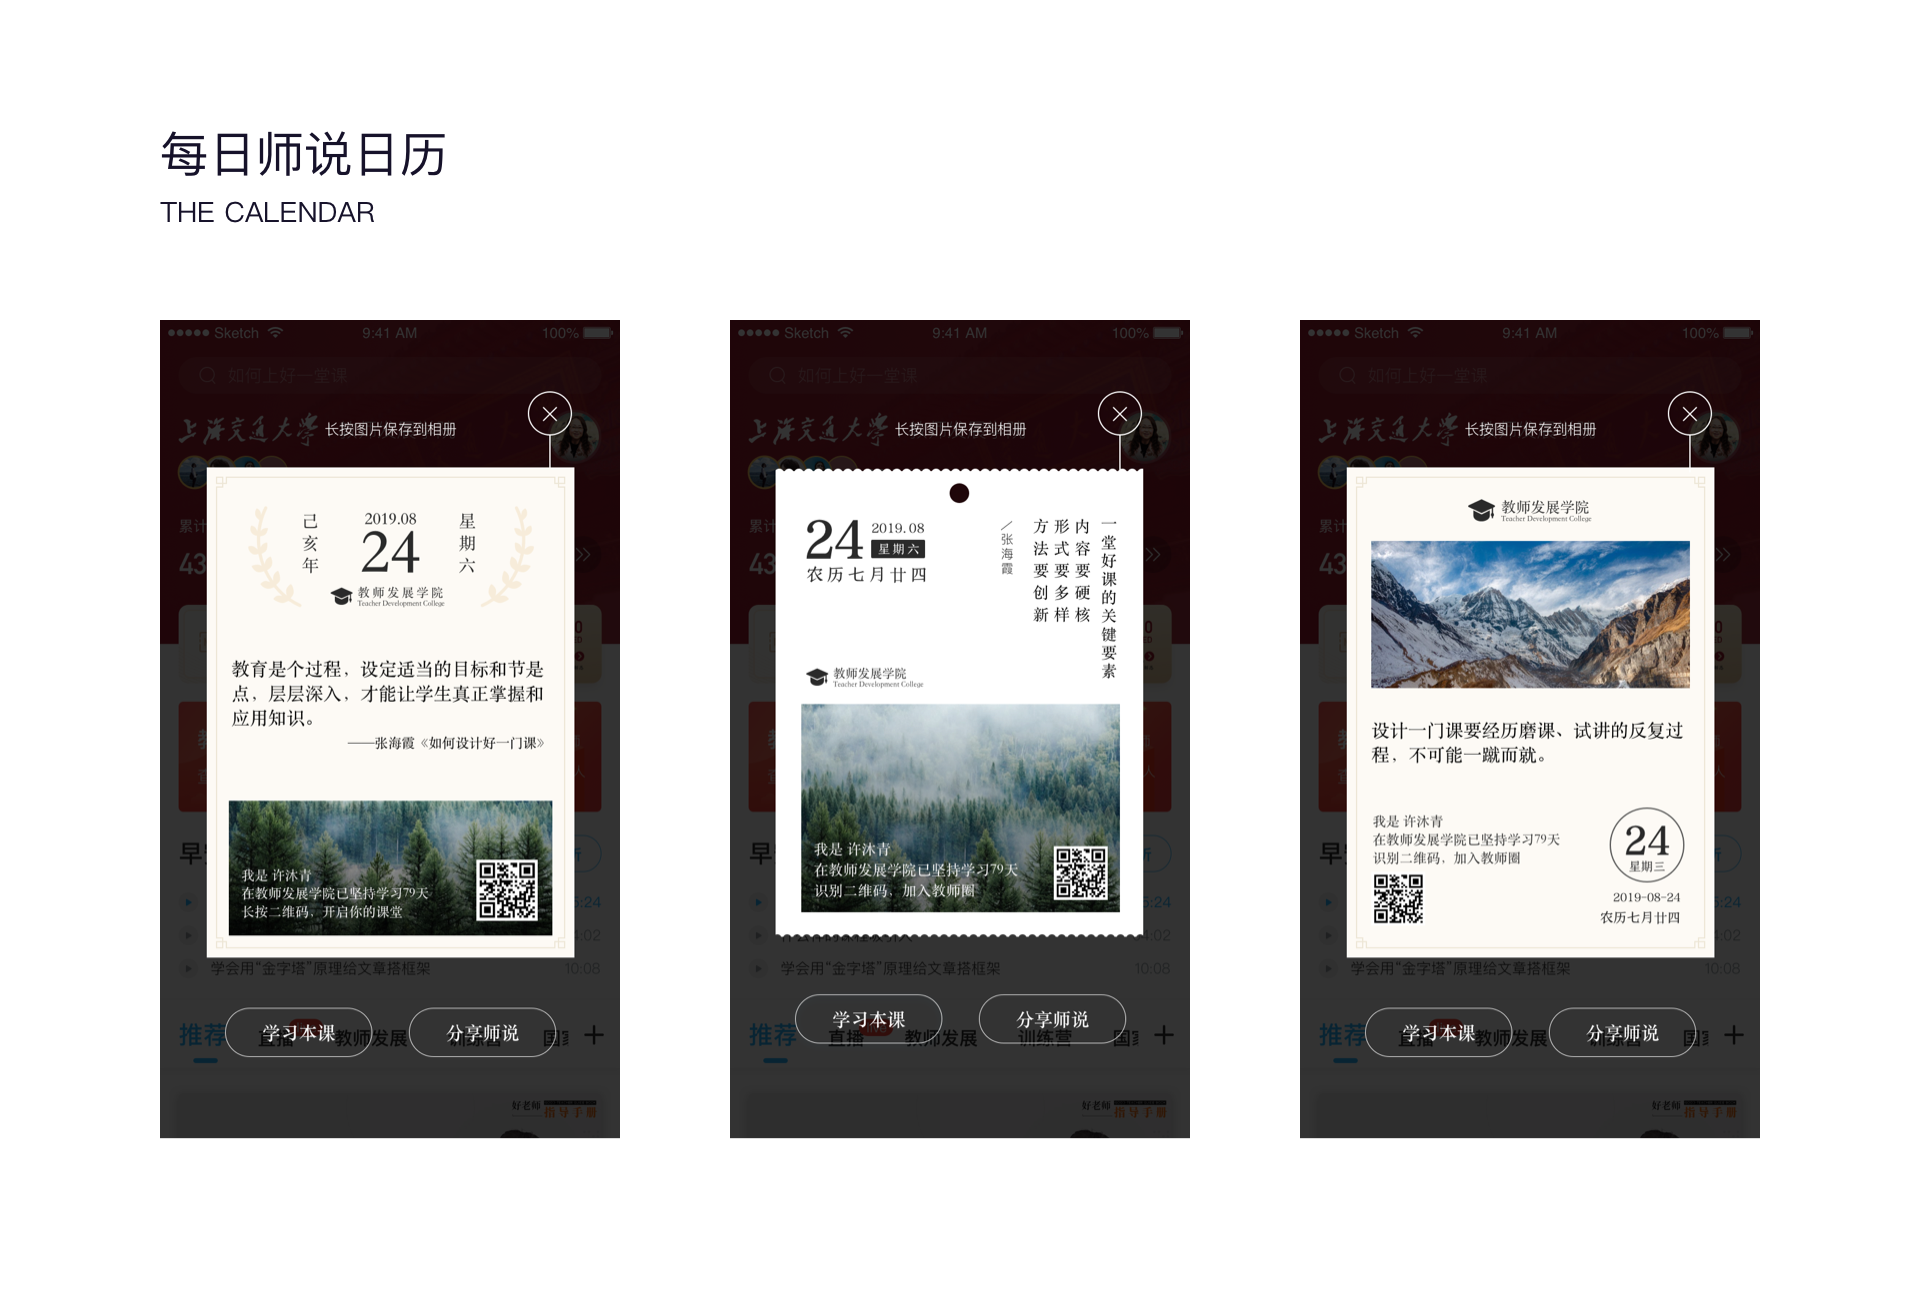 每日师说日历
THE CALENDAR
Sketch
9:41 AM
100%
如何上好一堂课
上海交通大学
长按图片保存到相册
累计
43
己亥年
2019.08
24
星期六
教师发展学院
Teacher Development College
教育是个过程，设定适当的目标和节是
点，层层深入，才能让学生真正掌握和
应用知识。
——张海霞《如何设计好一门课》
我是 许沐青
在教师发展学院已坚持学习79天
长按二维码，开启你的课堂
早
5:24
4:02
学会用“金字塔”原理给文章搭框架
10:08
学习本课
分享师说
推荐
直播
教师发展
训练营
好老师
指导手册
Sketch
9:41 AM
100%
如何上好一堂课
上海交通大学
长按图片保存到相册
累计
43
24
2019.08
星期六
农历七月廿四
一堂好课的关键要素
内容要硬核
形式要多样
方法要创新
／张海霞
教师发展学院
Teacher Development College
我是 许沐青
在教师发展学院已坚持学习79天
识别二维码，加入教师圈
早
5:24
4:02
学会用“金字塔”原理给文章搭框架
10:08
学习本课
分享师说
推荐
直播
教师发展
训练营
好老师
指导手册
Sketch
9:41 AM
100%
如何上好一堂课
上海交通大学
长按图片保存到相册
累计
43
教师发展学院
Teacher Development College
设计一门课要经历磨课、试讲的反复过
程，不可能一蹴而就。
我是 许沐青
在教师发展学院已坚持学习79天
识别二维码，加入教师圈
24
星期三
2019-08-24
农历七月廿四
早
5:24
4:02
学会用“金字塔”原理给文章搭框架
10:08
学习本课
分享师说
推荐
直播
教师发展
训练营
好老师
指导手册